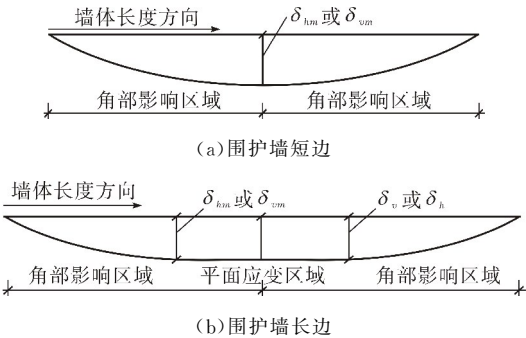 墙体长度方向
δhm或δvm
角部影响区域 角部影响区域
(a)围护墙短边
墙体长度方向
δhm或δvm δv或δh
角部影响区域 平面应变区域 角部影响区域
(b)围护墙长边